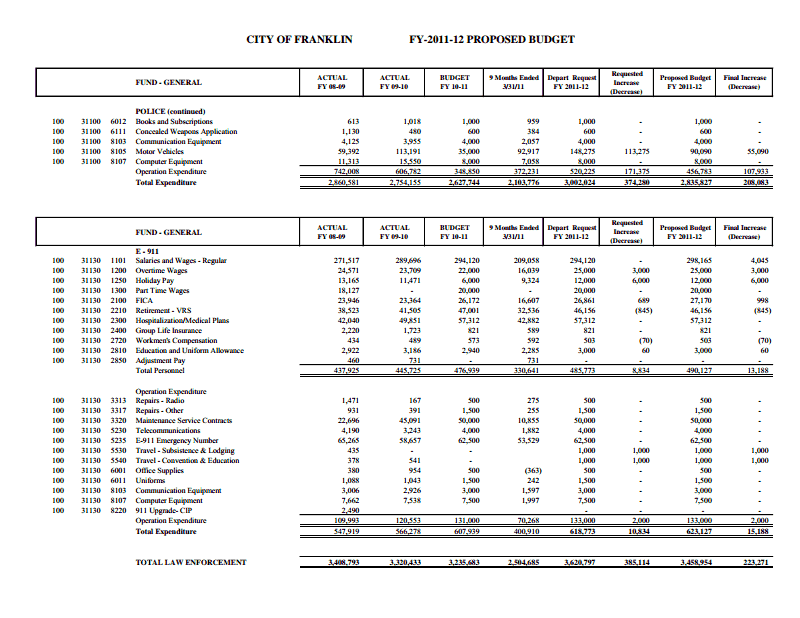 CITY OF FRANKLIN FY-2011-12 PROPOSED BUDGET
FUND - GENERAL ACTUAL FY 08-09 ACTUAL FY 09-10 BUDGET FY 10-11 9 Months Ended 3/31/11 Depart Request FY 2011-12 Requested Increase (Decrease) Proposed Budget FY 2011-12 Final Increase (Decrease)
POLICE (continued)
100 31100 6012 Books and Subscriptions 613 1,018 1,000 959 1,000 - 1,000 -
100 31100 6111 Concealed Weapons Application 1,130 480 600 384 600 - 600 -
100 31100 8103 Communication Equipment 4,125 3,955 4,000 2,057 4,000 - 4,000 -
100 31100 8105 Motor Vehicles 59,392 113,191 35,000 92,917 148,275 113,275 90,090 55,090
100 31100 8107 Computer Equipment 11,313 15,550 8,000 7,058 8,000 - 8,000 -
Operation Expenditure 742,008 606,782 348,850 372,231 520,225 171,375 456,783 107,933
Total Expenditure 2,860,581 2,754,155 2,627,744 2,103,776 3,002,024 374,280 2,835,827 208,083
FUND - GENERAL ACTUAL FY 08-09 ACTUAL FY 09-10 BUDGET FY 10-11 9 Months Ended 3/31/11 Depart Request FY 2011-12 Requested Increase (Decrease) Proposed Budget FY 2011-12 Final Increase (Decrease)
E - 911
100 31130 1101 Salaries and Wages - Regular 271,517 289,696 294,120 209,058 294,120 - 298,165 4,045
100 31130 1200 Overtime Wages 24,571 23,709 22,000 16,039 25,000 3,000 25,000 3,000
100 31130 1250 Holiday Pay 13,165 11,471 6,000 9,324 12,000 6,000 12,000 6,000
100 31130 1300 Part Time Wages 18,127 - 20,000 - 20,000 - 20,000 -
100 31130 2100 FICA 23,946 23,364 26,172 16,607 26,861 689 27,170 998
100 31130 2210 Retirement - VRS 38,523 41,505 47,001 32,536 46,156 (845) 46,156 (845)
100 31130 2300 Hospitalization/Medical Plans 42,040 49,851 57,312 42,882 57,312 - 57,312 -
100 31130 2400 Group Life Insurance 2,220 1,723 821 589 821 - 821 -
100 31130 2720 Workmen's Compensation 434 489 573 592 503 (70) 503 (70)
100 31130 2810 Education and Uniform Allowance 2,922 3,186 2,940 2,285 3,000 60 3,000 60
100 31130 2850 Adjustment Pay 460 731 - 731 - - - -
Total Personnel 437,925 445,725 476,939 330,641 485,773 8,834 490,127 13,188
Operation Expenditure
100 31130 3313 Repairs - Radio 1,471 167 500 275 500 - 500 -
100 31130 3317 Repairs - Other 931 391 1,500 255 1,500 - 1,500 -
100 31130 3320 Maintenance Service Contracts 22,696 45,091 50,000 10,855 50,000 - 50,000 -
100 31130 5230 Telecommunications 4,190 3,243 4,000 1,882 4,000 - 4,000 -
100 31130 5235 E-911 Emergency Number 65,265 58,657 62,500 53,529 62,500 - 62,500 -
100 31130 5530 Travel - Subsistence & Lodging 435 - - 1,000 1,000 1,000 1,000
100 31130 5540 Travel - Convention & Education 378 541 - 1,000 1,000 1,000 1,000
100 31130 6001 Office Supplies 380 954 500 (363) 500 - 500 -
100 31130 6011 Uniforms 1,088 1,043 1,500 242 1,500 - 1,500 -
100 31130 8103 Communication Equipment 3,006 2,926 3,000 1,597 3,000 - 3,000 -
100 31130 8107 Computer Equipment 7,662 7,538 7,500 1,997 7,500 - 7,500 -
100 31130 8220 911 Upgrade- CIP 2,490 - - - -
Operation Expenditure 109,993 120,553 131,000 70,268 133,000 2,000 133,000 2,000
Total Expenditure 547,919 566,278 607,939 400,910 618,773 10,834 623,127 15,188
TOTAL LAW ENFORCEMENT 3,408,793 3,320,433 3,235,683 2,504,685 3,620,797 385,114 3,458,954 223,271